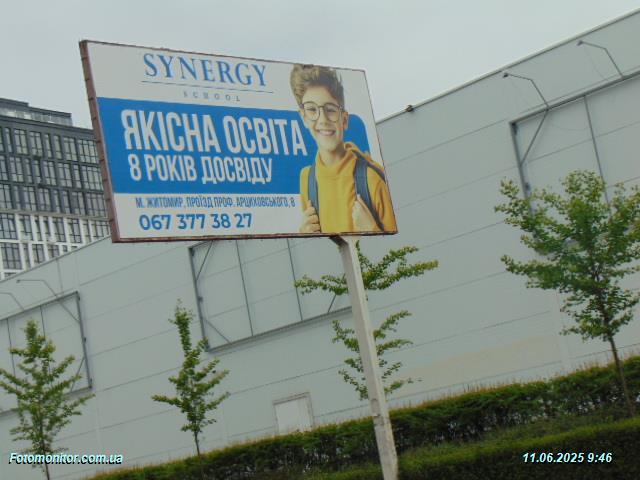 SYNERGY
SCHOOL
ЯКІСНА ОСВІТА
8 РОКІВ ДОСВІДУ
М. ЖИТОМИР, ПРОЇЗД ПРОФ. АРЦИХОВСЬКОГО, 8
067 377 38 27
Fotomonitor.com.ua
11.06.2025 9:46